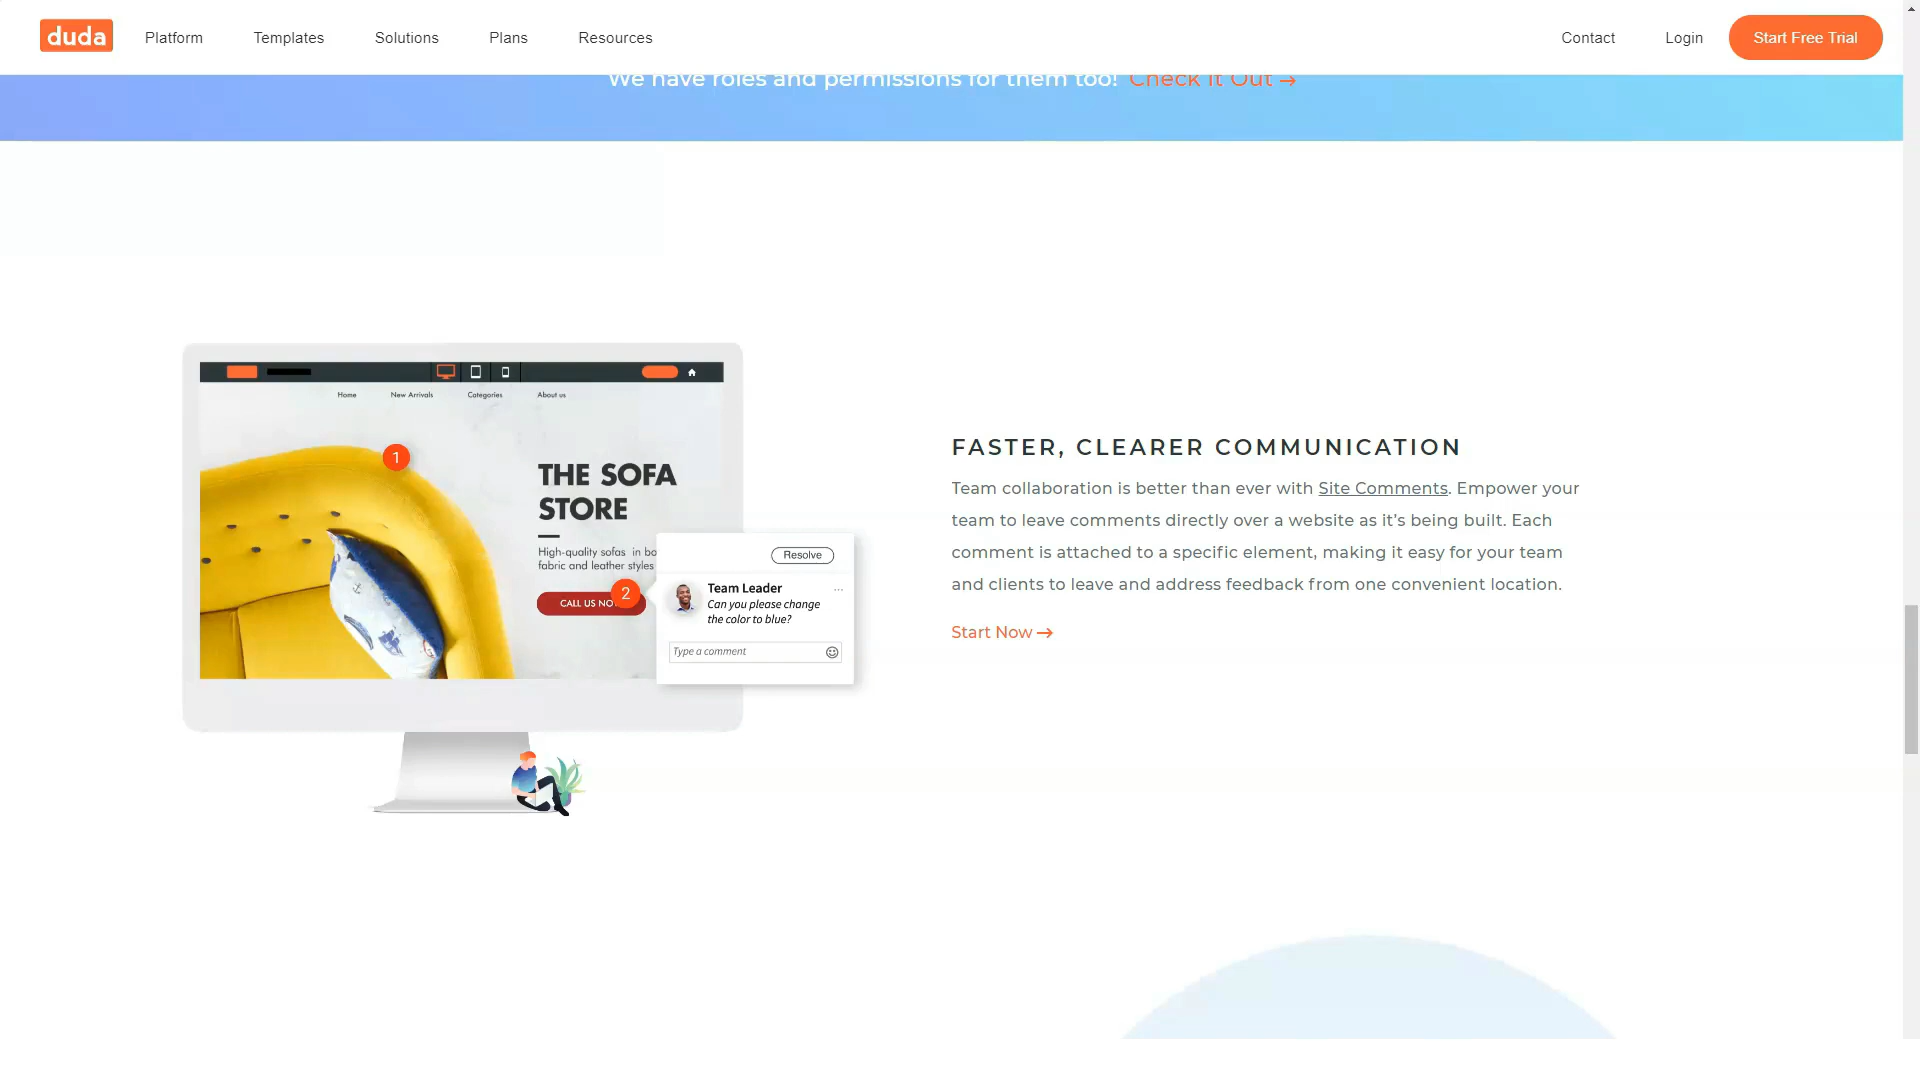 duda
Platform
Templates
Solutions
Plans
Resources
Contact
Login
Start Free Trial
We have roles and permissions for them too! Check It Out →
Home
New Arrivals
Categories
About us
1
THE SOFA
STORE
High-quality sofas in bo
fabric and leather styles
CALL US NO
2
Resolve
Team Leader
...
Can you please change
the color to blue?
Type a comment
FASTER, CLEARER COMMUNICATION
Team collaboration is better than ever with Site Comments. Empower your
team to leave comments directly over a website as it’s being built. Each
comment is attached to a specific element, making it easy for your team
and clients to leave and address feedback from one convenient location.
Start Now →